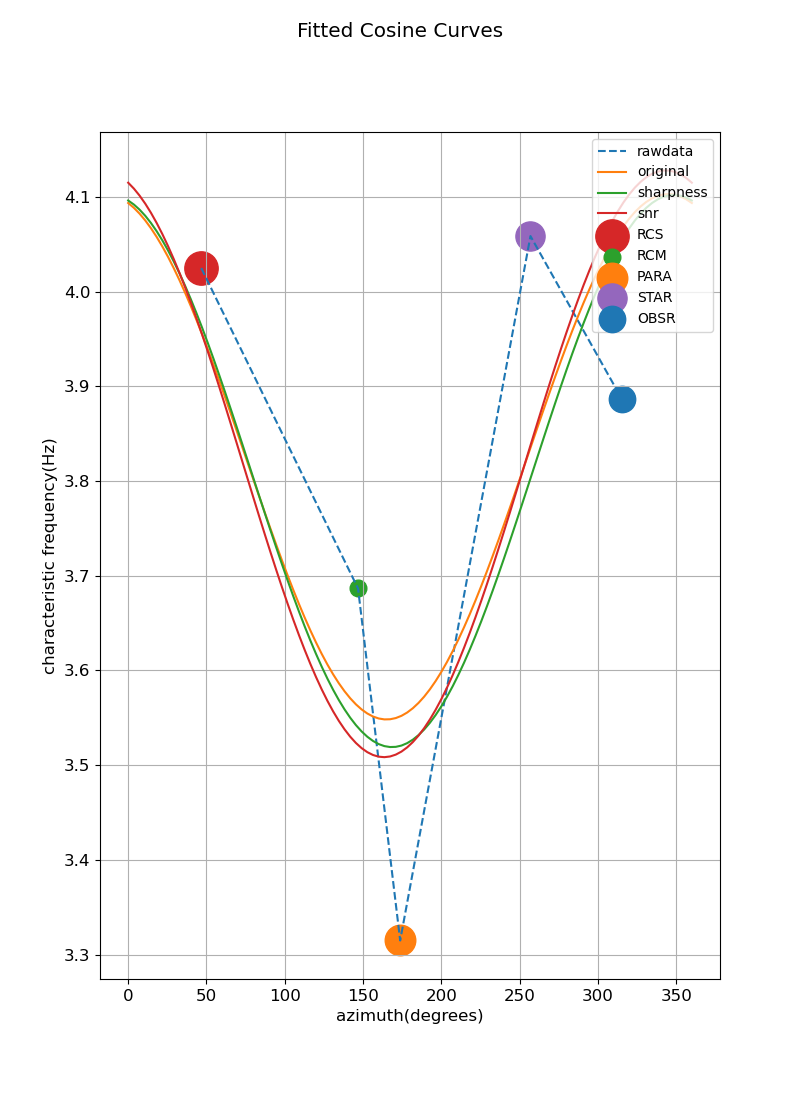 Fitted Cosine Curves
rawdata
original
sharpness
snr
RCS
RCM
PARA
STAR
OBSR
4.1
4.0
3.9
3.8
3.7
3.6
3.5
3.4
3.3
characteristic frequency(Hz)
0 50 100 150 200 250 300 350
azimuth(degrees)